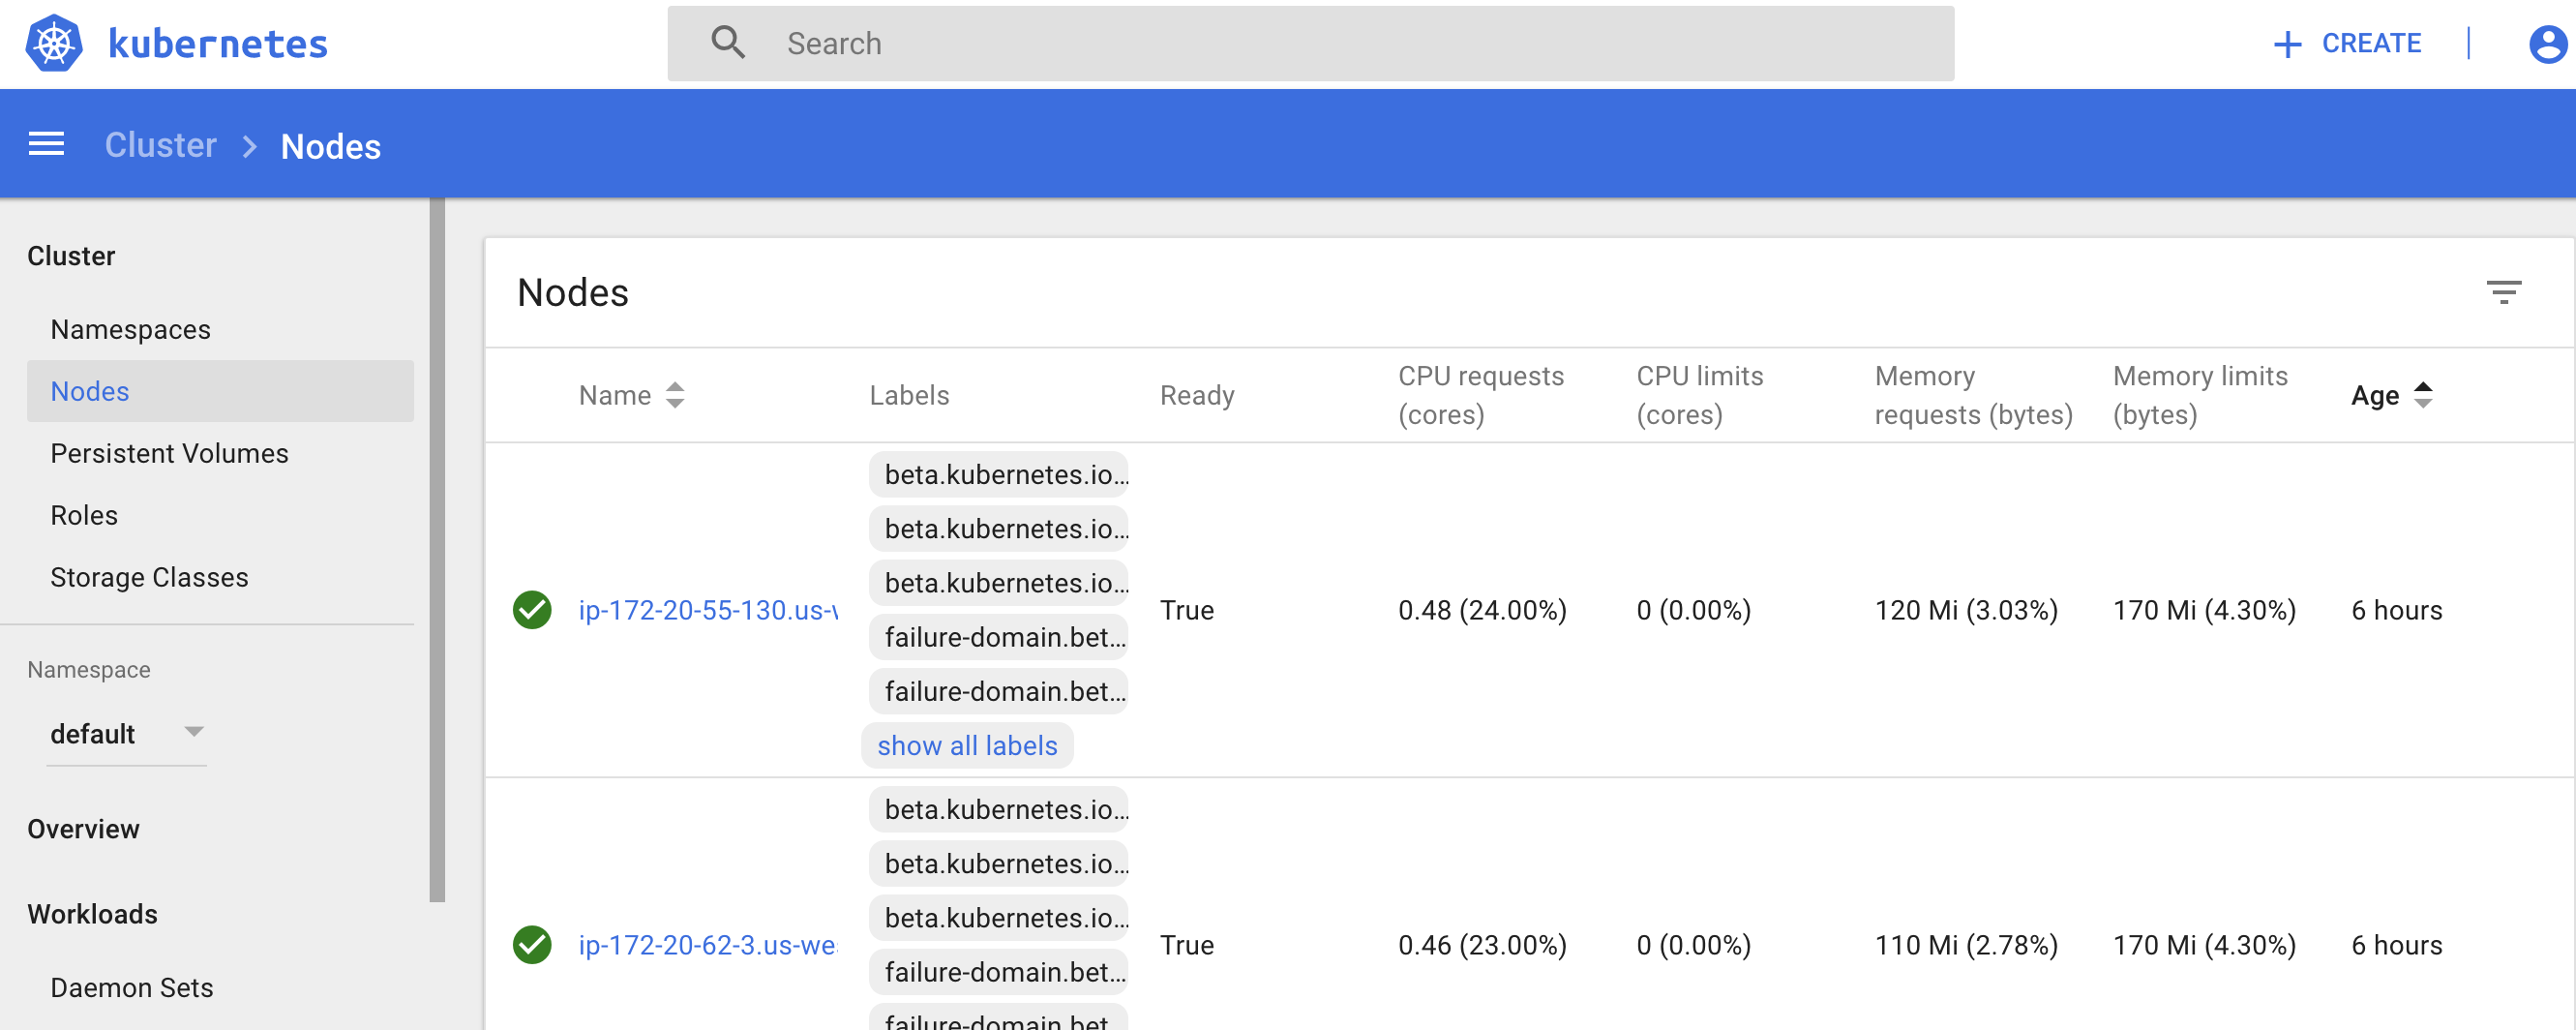 kubernetes
Search
CREATE
Cluster
Nodes
Cluster
Namespaces
Nodes
Persistent Volumes
Roles
Storage Classes
Namespace
default
Overview
Workloads
Daemon Sets
Nodes
Name
Labels
Ready
CPU requests (cores)
CPU limits (cores)
Memory requests (bytes)
Memory limits (bytes)
Age
ip-172-20-55-130.us-w
beta.kubernetes.io...
beta.kubernetes.io...
beta.kubernetes.io...
failure-domain.bet...
failure-domain.bet...
show all labels
True
0.48 (24.00%)
0 (0.00%)
120 Mi (3.03%)
170 Mi (4.30%)
6 hours
ip-172-20-62-3.us-we
beta.kubernetes.io...
beta.kubernetes.io...
beta.kubernetes.io...
failure-domain.bet...
failure-domain.bet
True
0.46 (23.00%)
0 (0.00%)
110 Mi (2.78%)
170 Mi (4.30%)
6 hours